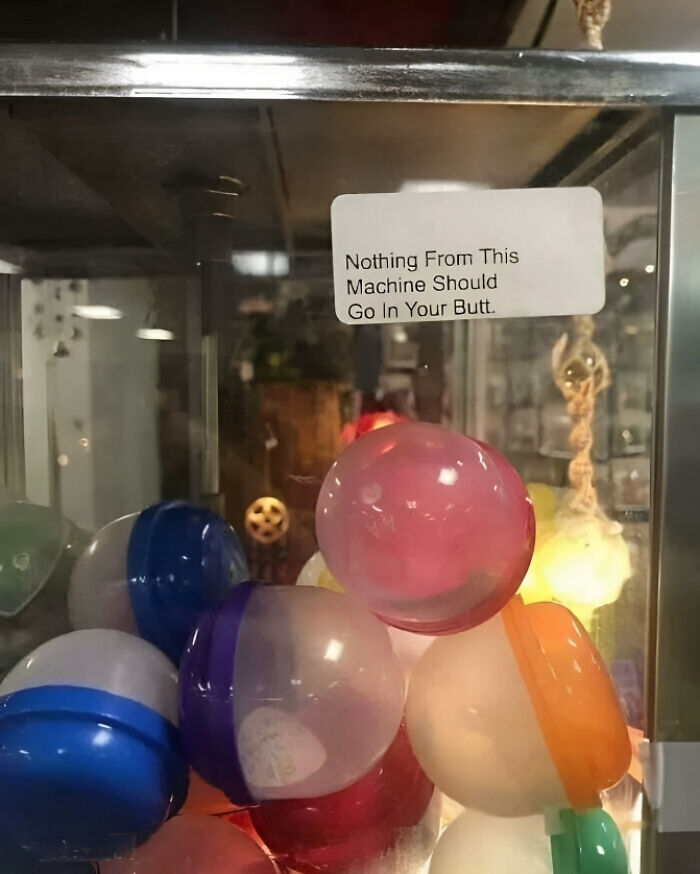 Nothing From This
Machine Should
Go In Your Butt.